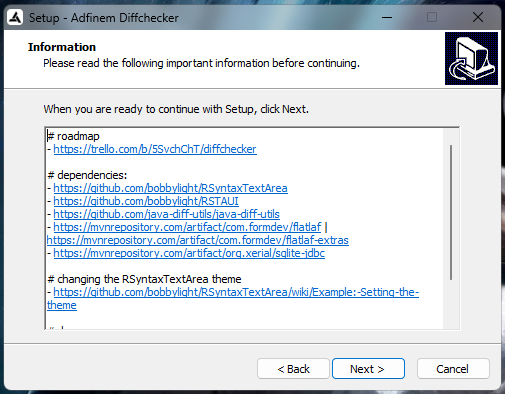 Setup - Adfinem Diffchecker
Information
Please read the following important information before continuing.
When you are ready to continue with Setup, click Next.
# roadmap
- https://trello.com/b/5SvchChT/diffchecker
# dependencies:
- https://github.com/bobbylight/RSyntaxTextArea
- https://github.com/bobbylight/RSTAUI
- https://github.com/java-diff-utils/java-diff-utils
- https://mvnrepository.com/artifact/com.formdev/flatlaf |
https://mvnrepository.com/artifact/com.formdev/flatlaf-extras
- https://mvnrepository.com/artifact/org.xerial/sqlite-jdbc
# changing the RSyntaxTextArea theme
- https://github.com/bobbylight/RSyntaxTextArea/wiki/Example:-Setting-the-
theme
< Back
Next >
Cancel